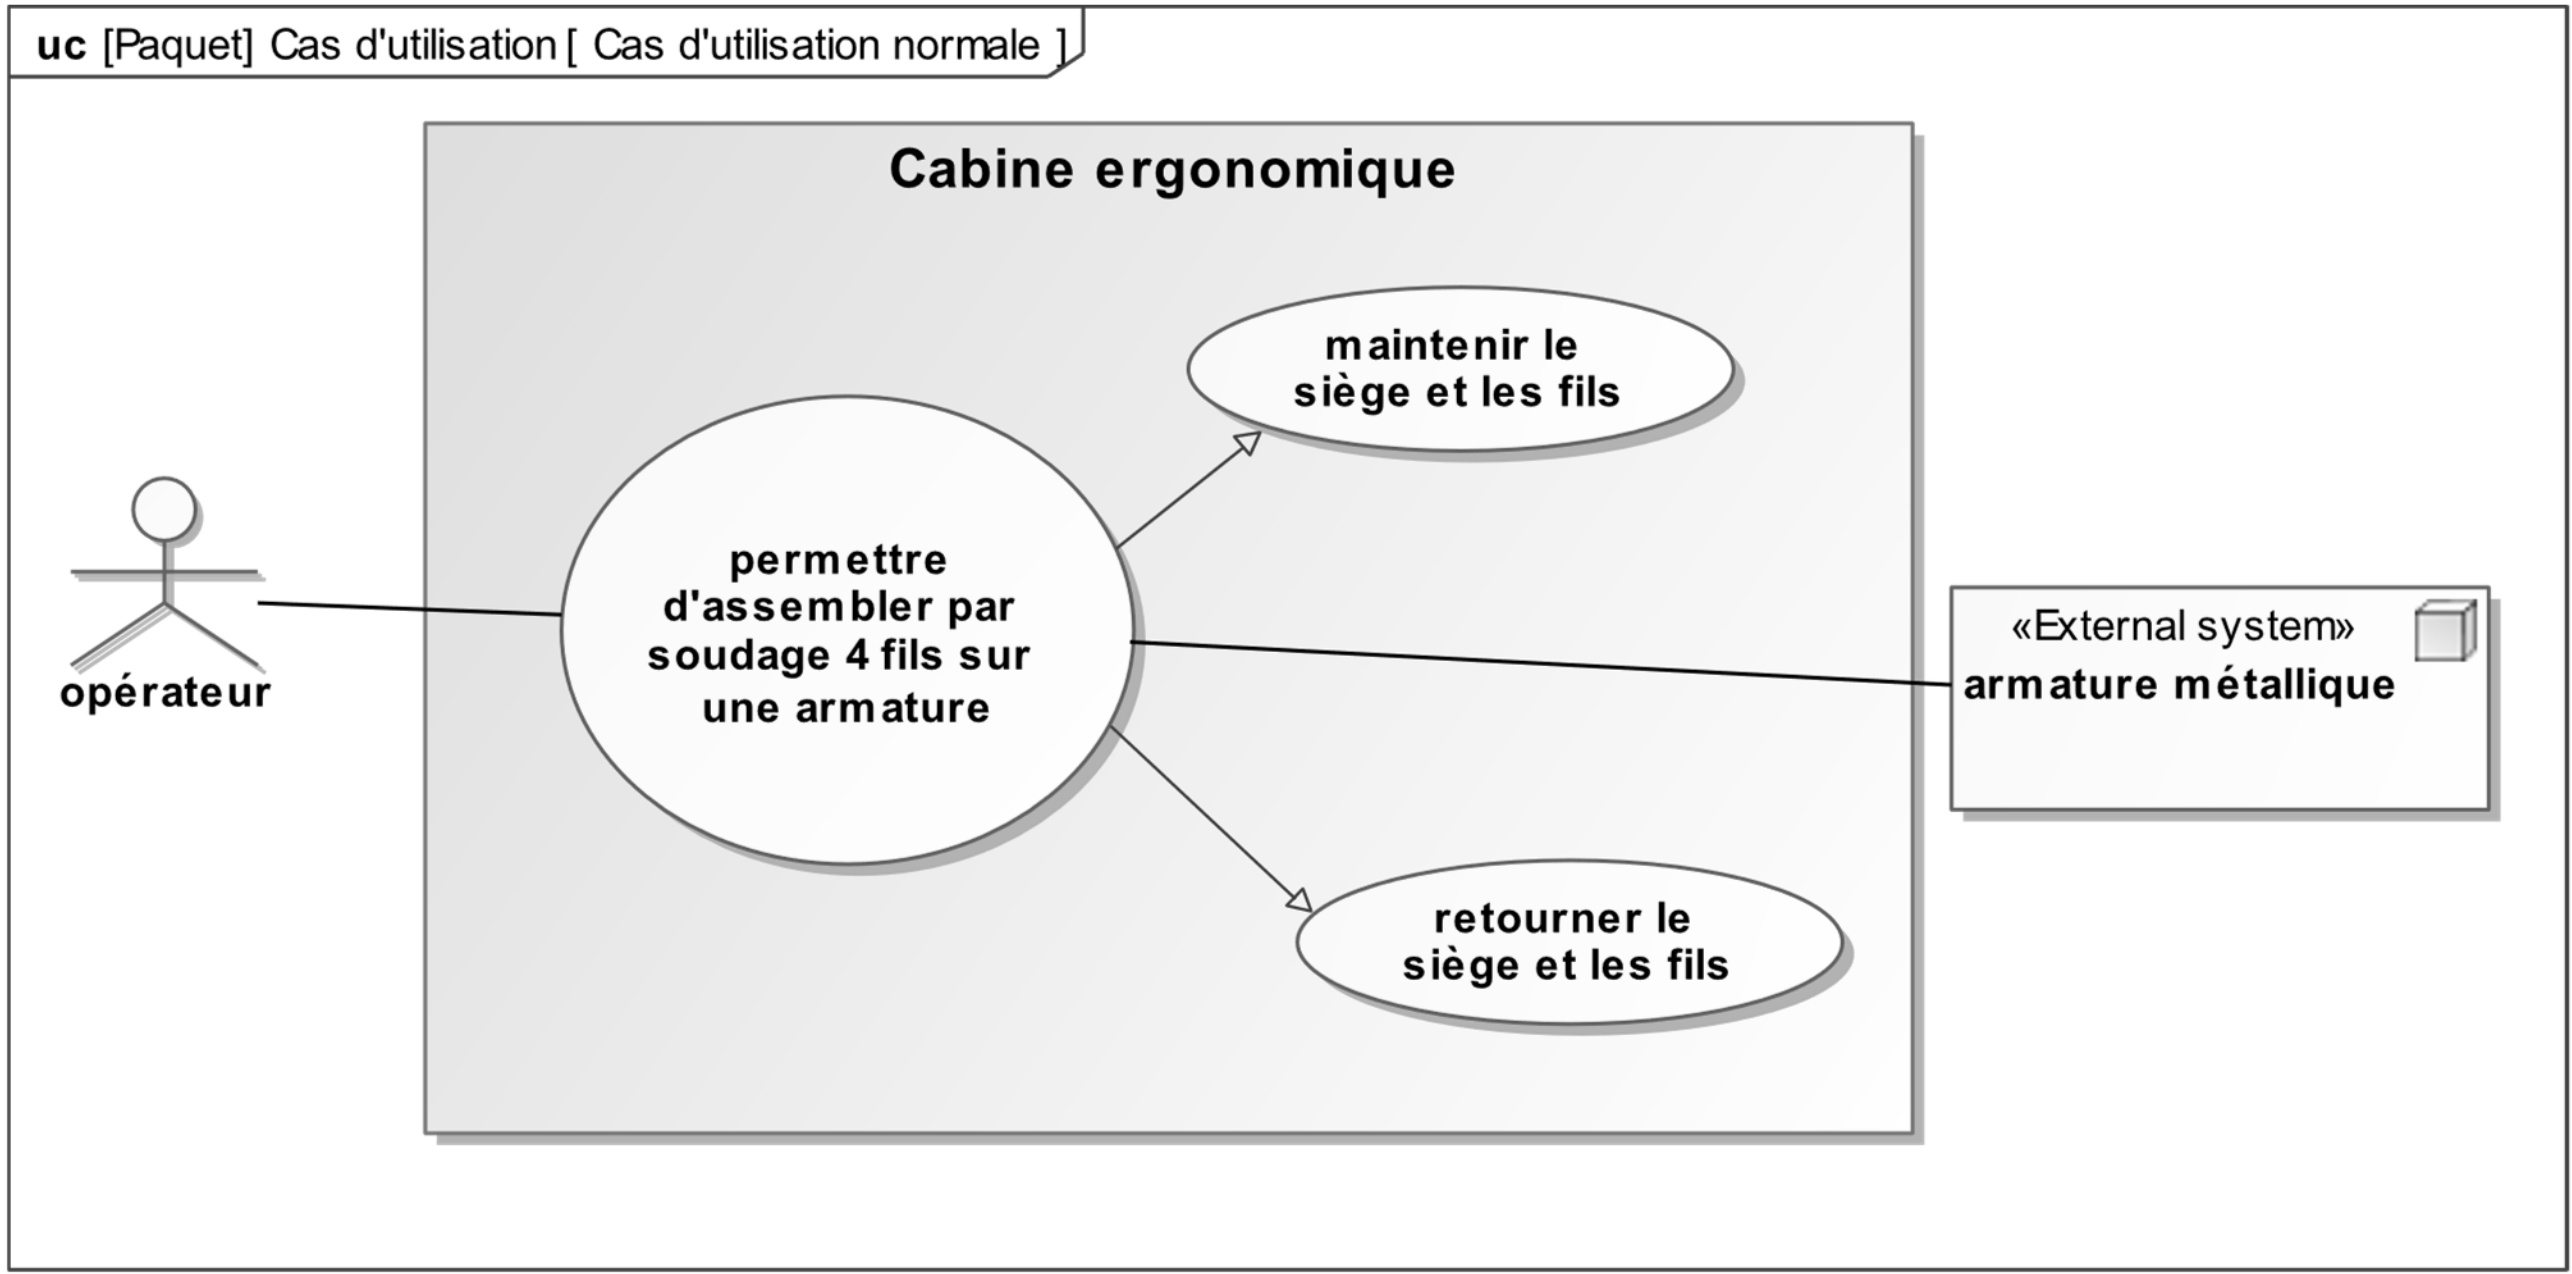 uc [Paquet] Cas d'utilisation [ Cas d'utilisation normale ]
Cabine ergonomique
maintenir le
siège et les fils
permettre
d'assembler par
soudage 4 fils sur
une armature
opérateur
«External system»
armature métallique
retourner le
siège et les fils